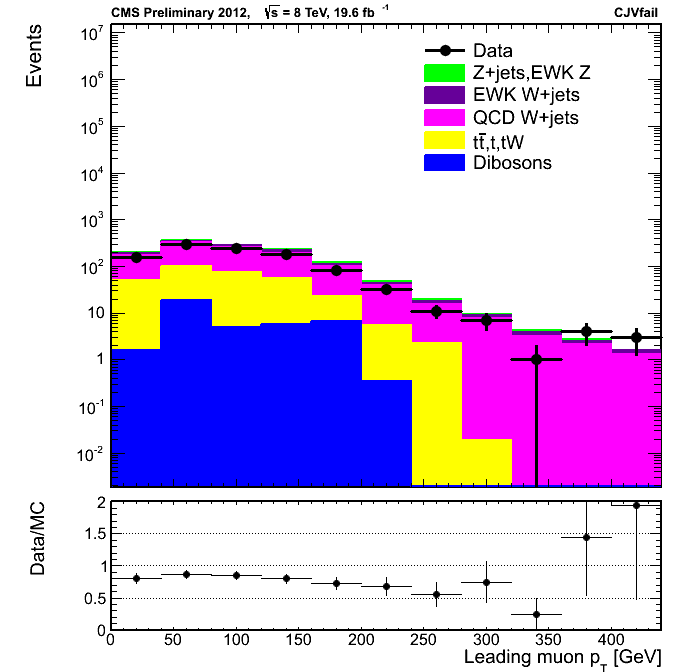 CMS Preliminary 2012, √s = 8 TeV, 19.6 fb⁻¹ CJVfail
Events
10⁷
10⁶
10⁵
10⁴
10³
10²
10
1
10⁻¹
10⁻²
Data
Z+jets,EWK Z
EWK W+jets
QCD W+jets
tt̄,t,tW
Dibosons
Data/MC
2
1.5
1
0.5
0
0 50 100 150 200 250 300 350 400
Leading muon p_T [GeV]